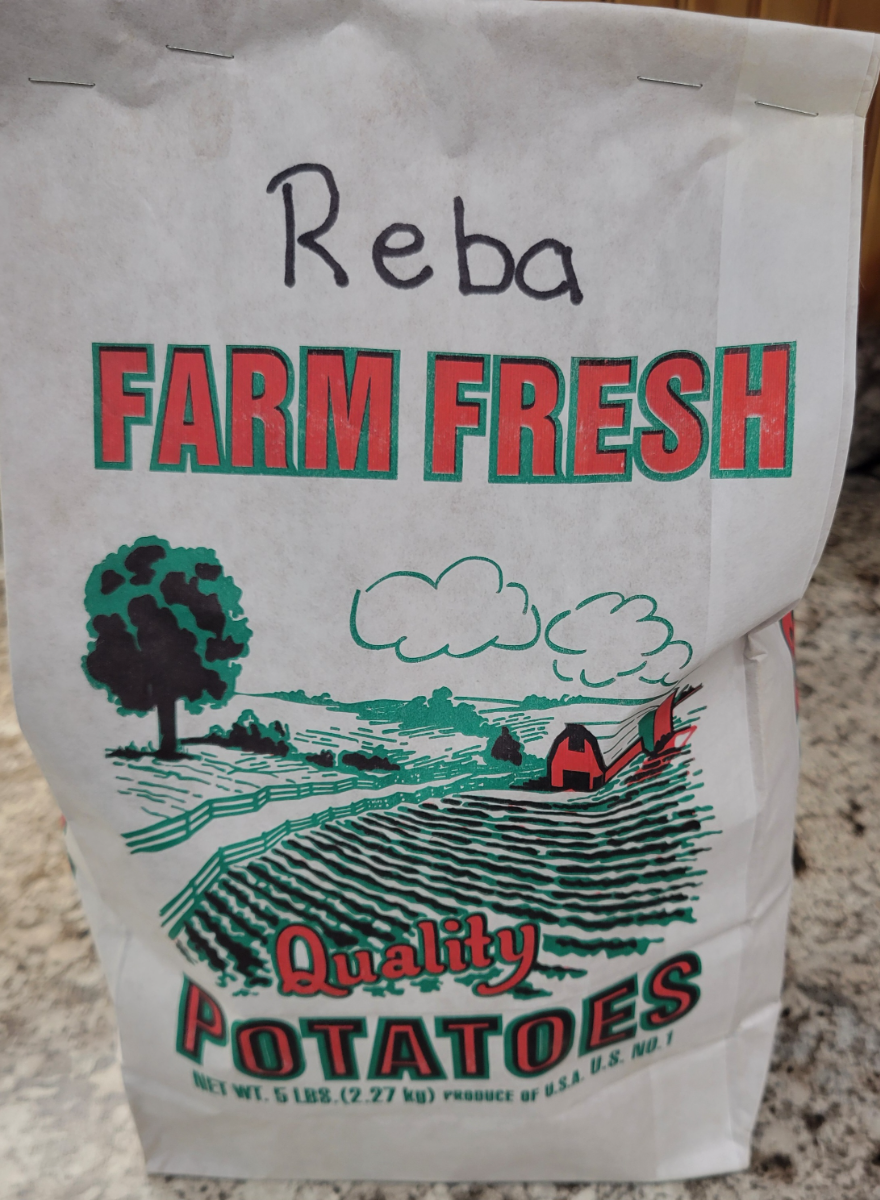 Reba
FARM FRESH
Quality
POTATOES
NET WT. 5 LBS.(2.27 kg) PRODUCE OF U.S.A. U.S. NO. 1